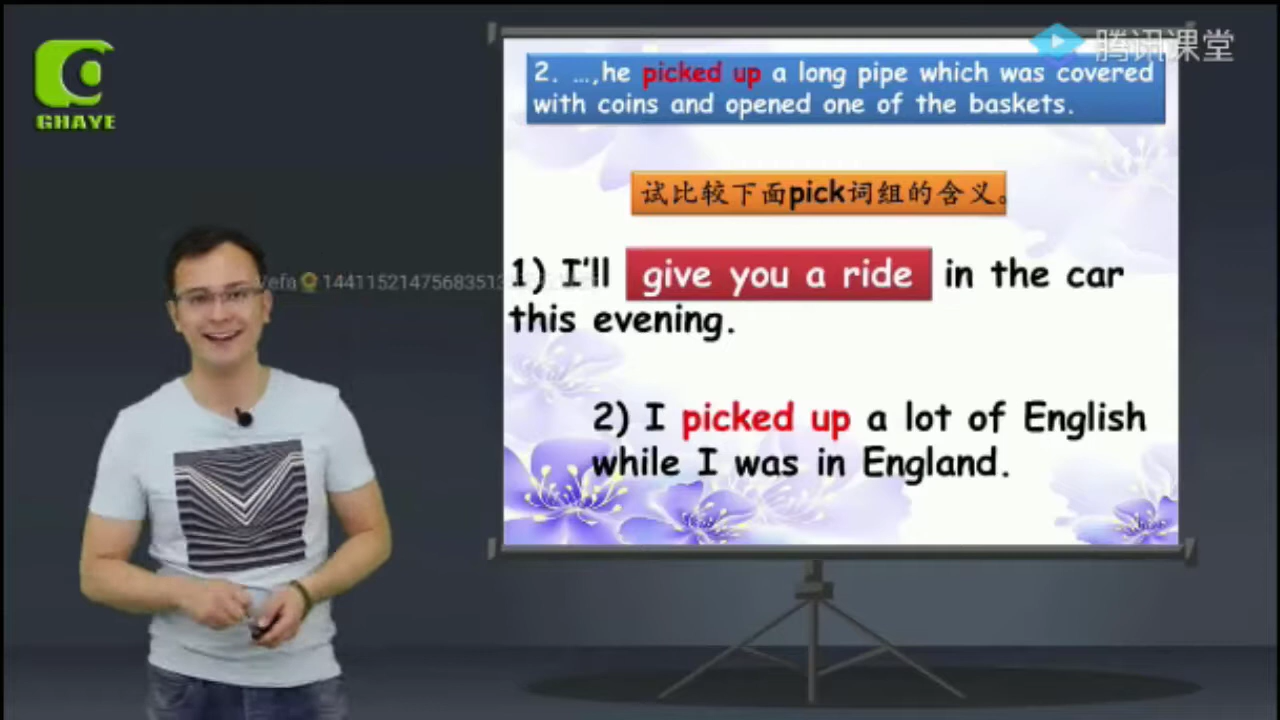 GHAYE
腾讯课堂
2. …,he picked up a long pipe which was covered
with coins and opened one of the baskets.
试比较下面pick词组的含义。
1) I'll give you a ride in the car
this evening.
2) I picked up a lot of English
while I was in England.